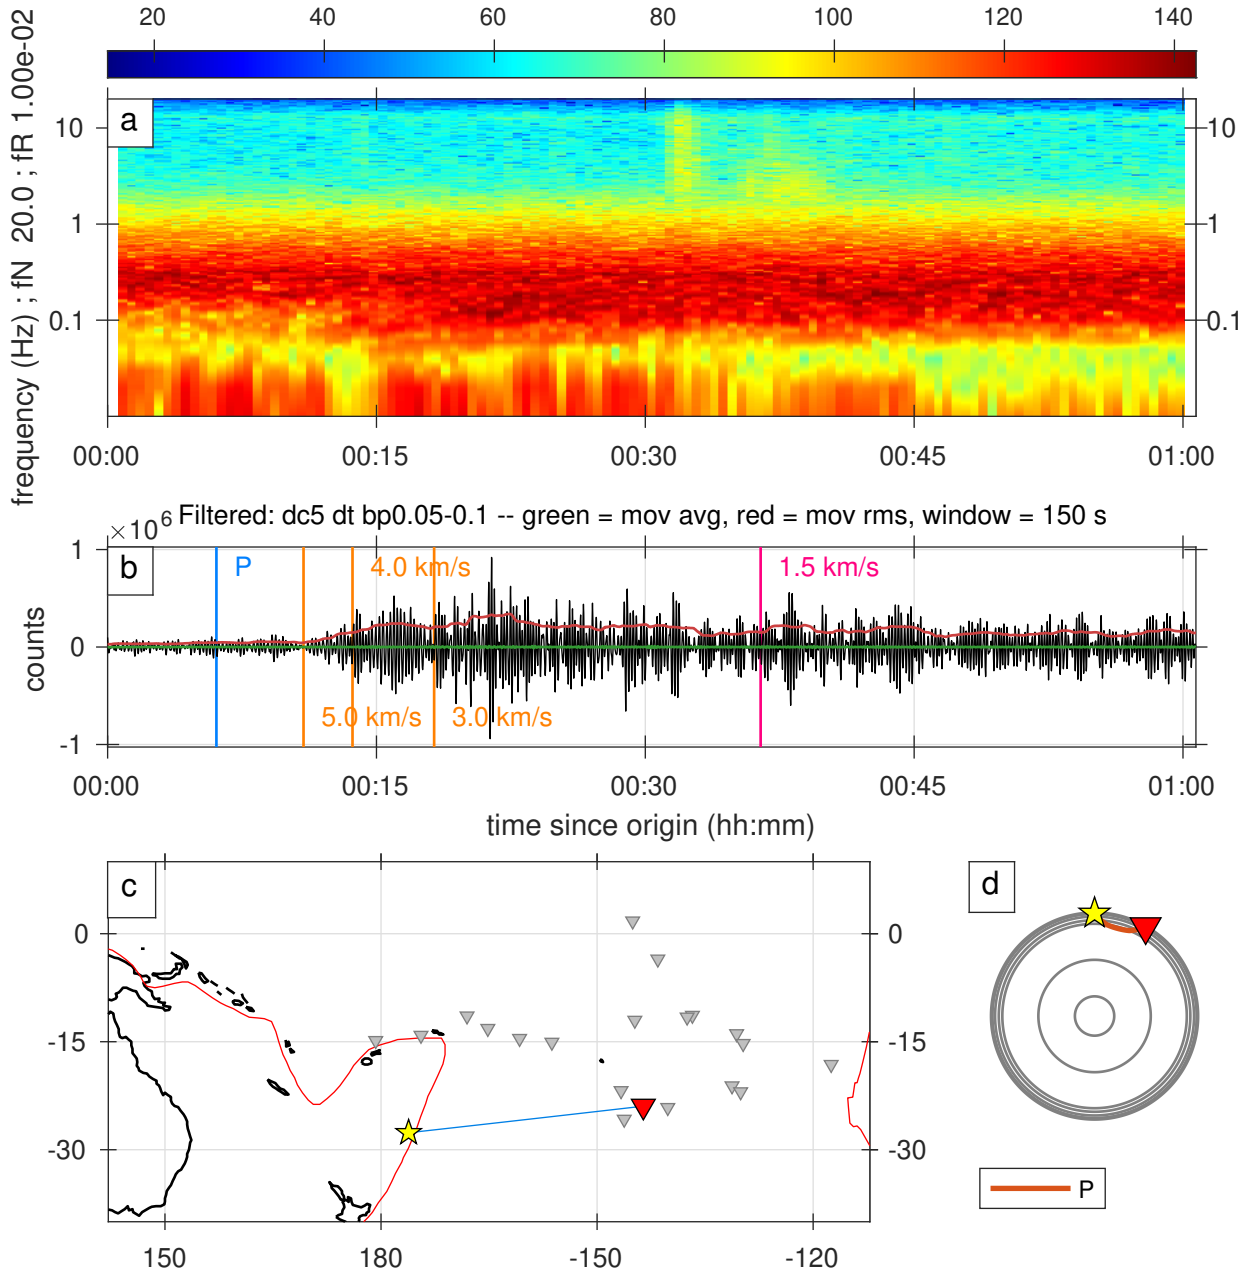 20 40 60 80 100 120 140
frequency (Hz) ; fN 20.0 ; fR 1.00e-02
a
10 10
1 1
0.1 0.1
00:00 00:15 00:30 00:45 01:00
×10^6 Filtered: dc5 dt bp0.05-0.1 -- green = mov avg, red = mov rms, window = 150 s
b
counts
1
0
-1
P 4.0 km/s 1.5 km/s
5.0 km/s 3.0 km/s
00:00 00:15 00:30 00:45 01:00
time since origin (hh:mm)
c
0 0
-15 -15
-30 -30
150 180 -150 -120
d
P